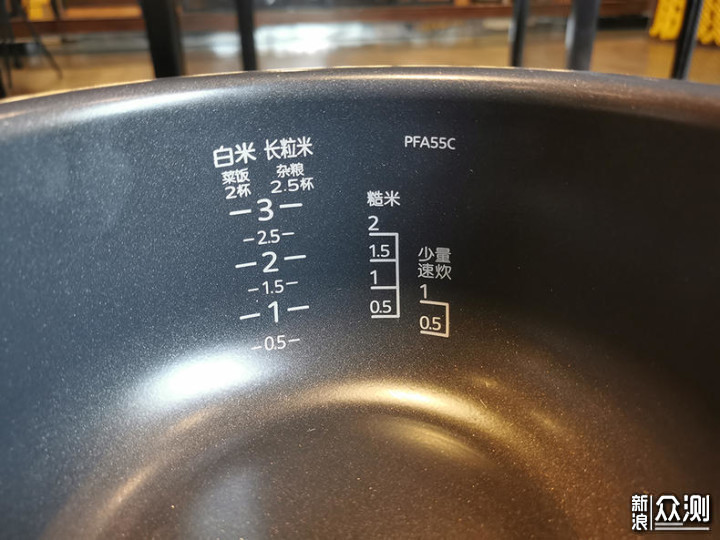 白米 长粒米
菜饭 杂粮
2杯 2.5杯
3
2.5
2
1.5
1
0.5
PFA55C
糙米
2
1.5
1
0.5
少量
速炊
1
0.5
新浪众测